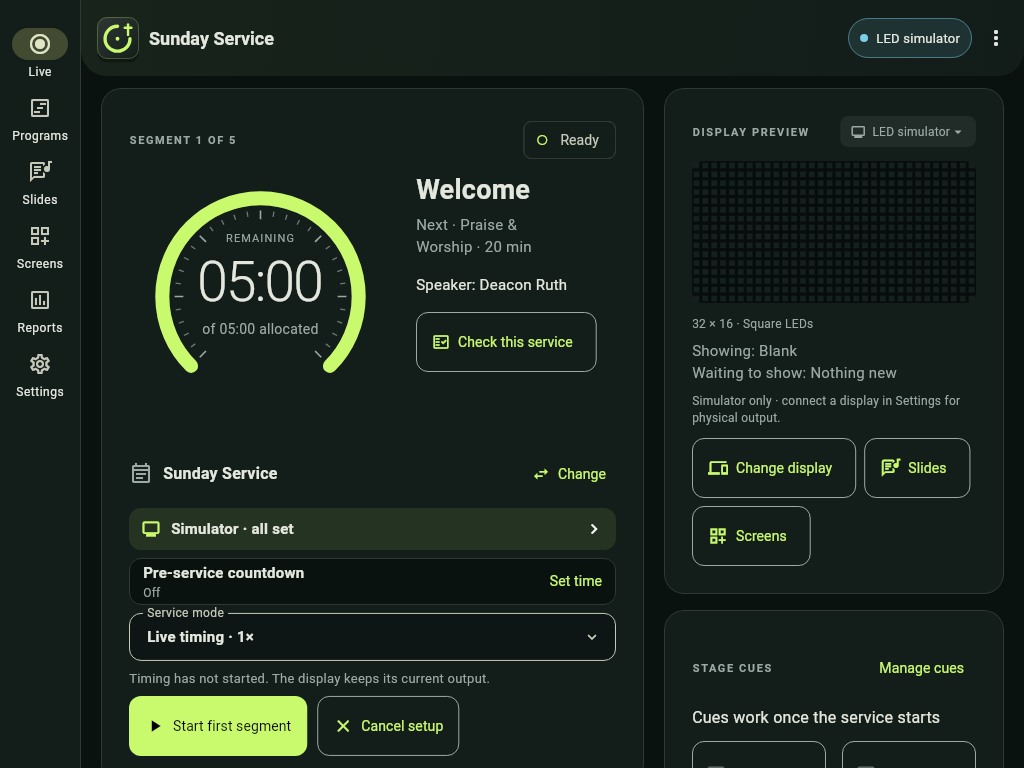 Live
Programs
Slides
Screens
Reports
Settings
Sunday Service
LED simulator
SEGMENT 1 OF 5
Ready
REMAINING
05:00
of 05:00 allocated
Welcome
Next · Praise &
Worship · 20 min
Speaker: Deacon Ruth
Check this service
Sunday Service
Change
Simulator · all set
Pre-service countdown
Off
Set time
Service mode
Live timing · 1×
Timing has not started. The display keeps its current output.
Start first segment
Cancel setup
DISPLAY PREVIEW
LED simulator
32 × 16 · Square LEDs
Showing: Blank
Waiting to show: Nothing new
Simulator only · connect a display in Settings for
physical output.
Change display
Slides
Screens
STAGE CUES
Manage cues
Cues work once the service starts